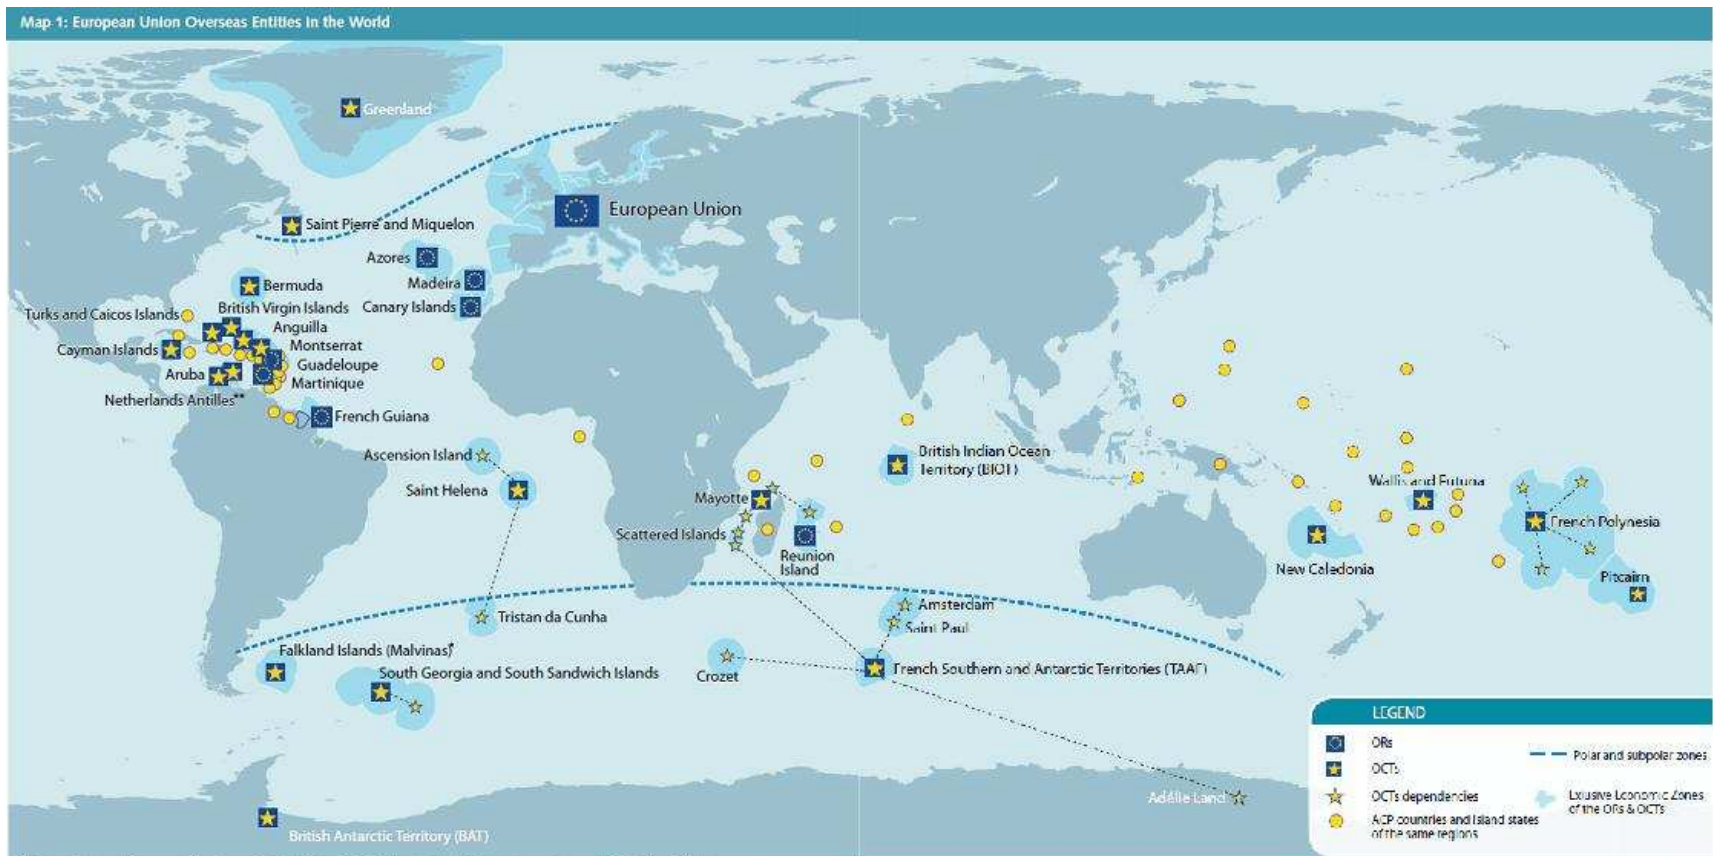 Map 1: European Union Overseas Entities in the World
Greenland
European Union
Saint Pierre and Miquelon
Azores
Madeira
Canary Islands
Bermuda
Turks and Caicos Islands
British Virgin Islands
Anguilla
Cayman Islands
Montserrat
Guadeloupe
Aruba
Martinique
Netherlands Antilles**
French Guiana
Ascension Island
Saint Helena
British Indian Ocean
Territory (BIOT)
Mayotte
Scattered Islands
Reunion
Island
Wallis and Futuna
French Polynesia
New Caledonia
Pitcairn
Amsterdam
Saint Paul
Tristan da Cunha
Falkland Islands (Malvinas)*
South Georgia and South Sandwich Islands
Crozet
French Southern and Antarctic Territories (TAAF)
Adélie Land
British Antarctic Territory (BAT)
LEGEND
ORs
OCTs
OCTs dependencies
ACP countries and Island states
of the same regions
Polar and subpolar zones
Exlusive Economic Zones
of the ORs & OCTs